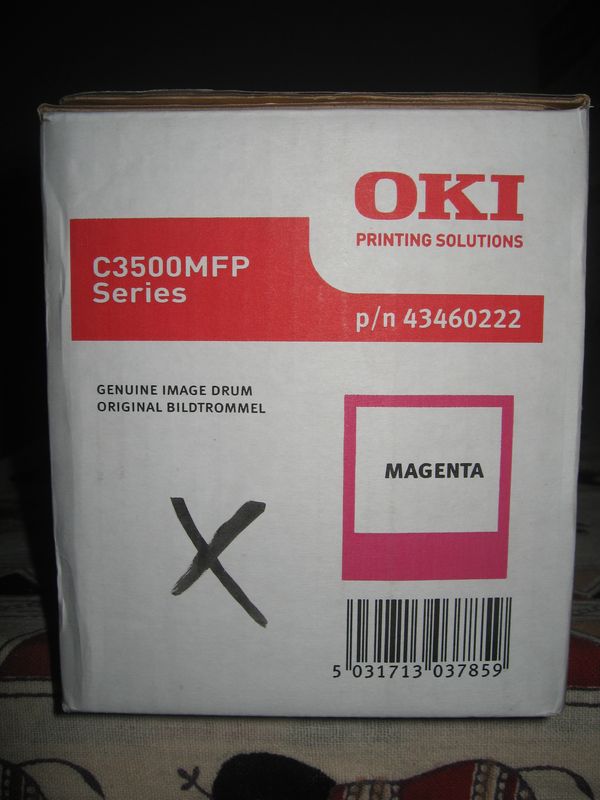 OKI
PRINTING SOLUTIONS
C3500MFP
Series
p/n 43460222
GENUINE IMAGE DRUM
ORIGINAL BILDTROMMEL
MAGENTA
X
5 031713 037859